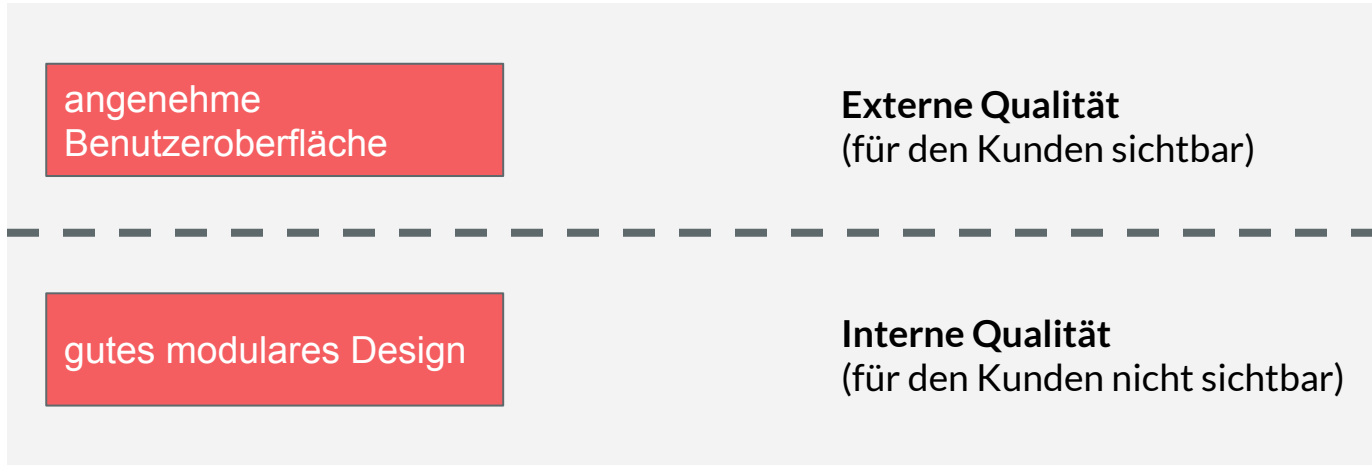 angenehme
Benutzeroberfläche
Externe Qualität
(für den Kunden sichtbar)
gutes modulares Design
Interne Qualität
(für den Kunden nicht sichtbar)